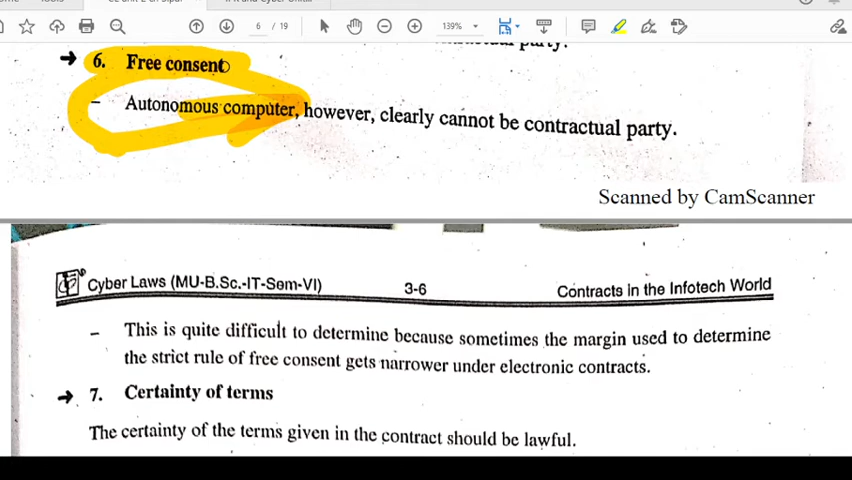 6 / 19
139%
→ 6. Free consent
– Autonomous computer, however, clearly cannot be contractual party.
Scanned by CamScanner
Cyber Laws (MU-B.Sc.-IT-Sem-VI) 3-6 Contracts in the Infotech World
– This is quite difficult to determine because sometimes the margin used to determine
the strict rule of free consent gets narrower under electronic contracts.
→ 7. Certainty of terms
The certainty of the terms given in the contract should be lawful.